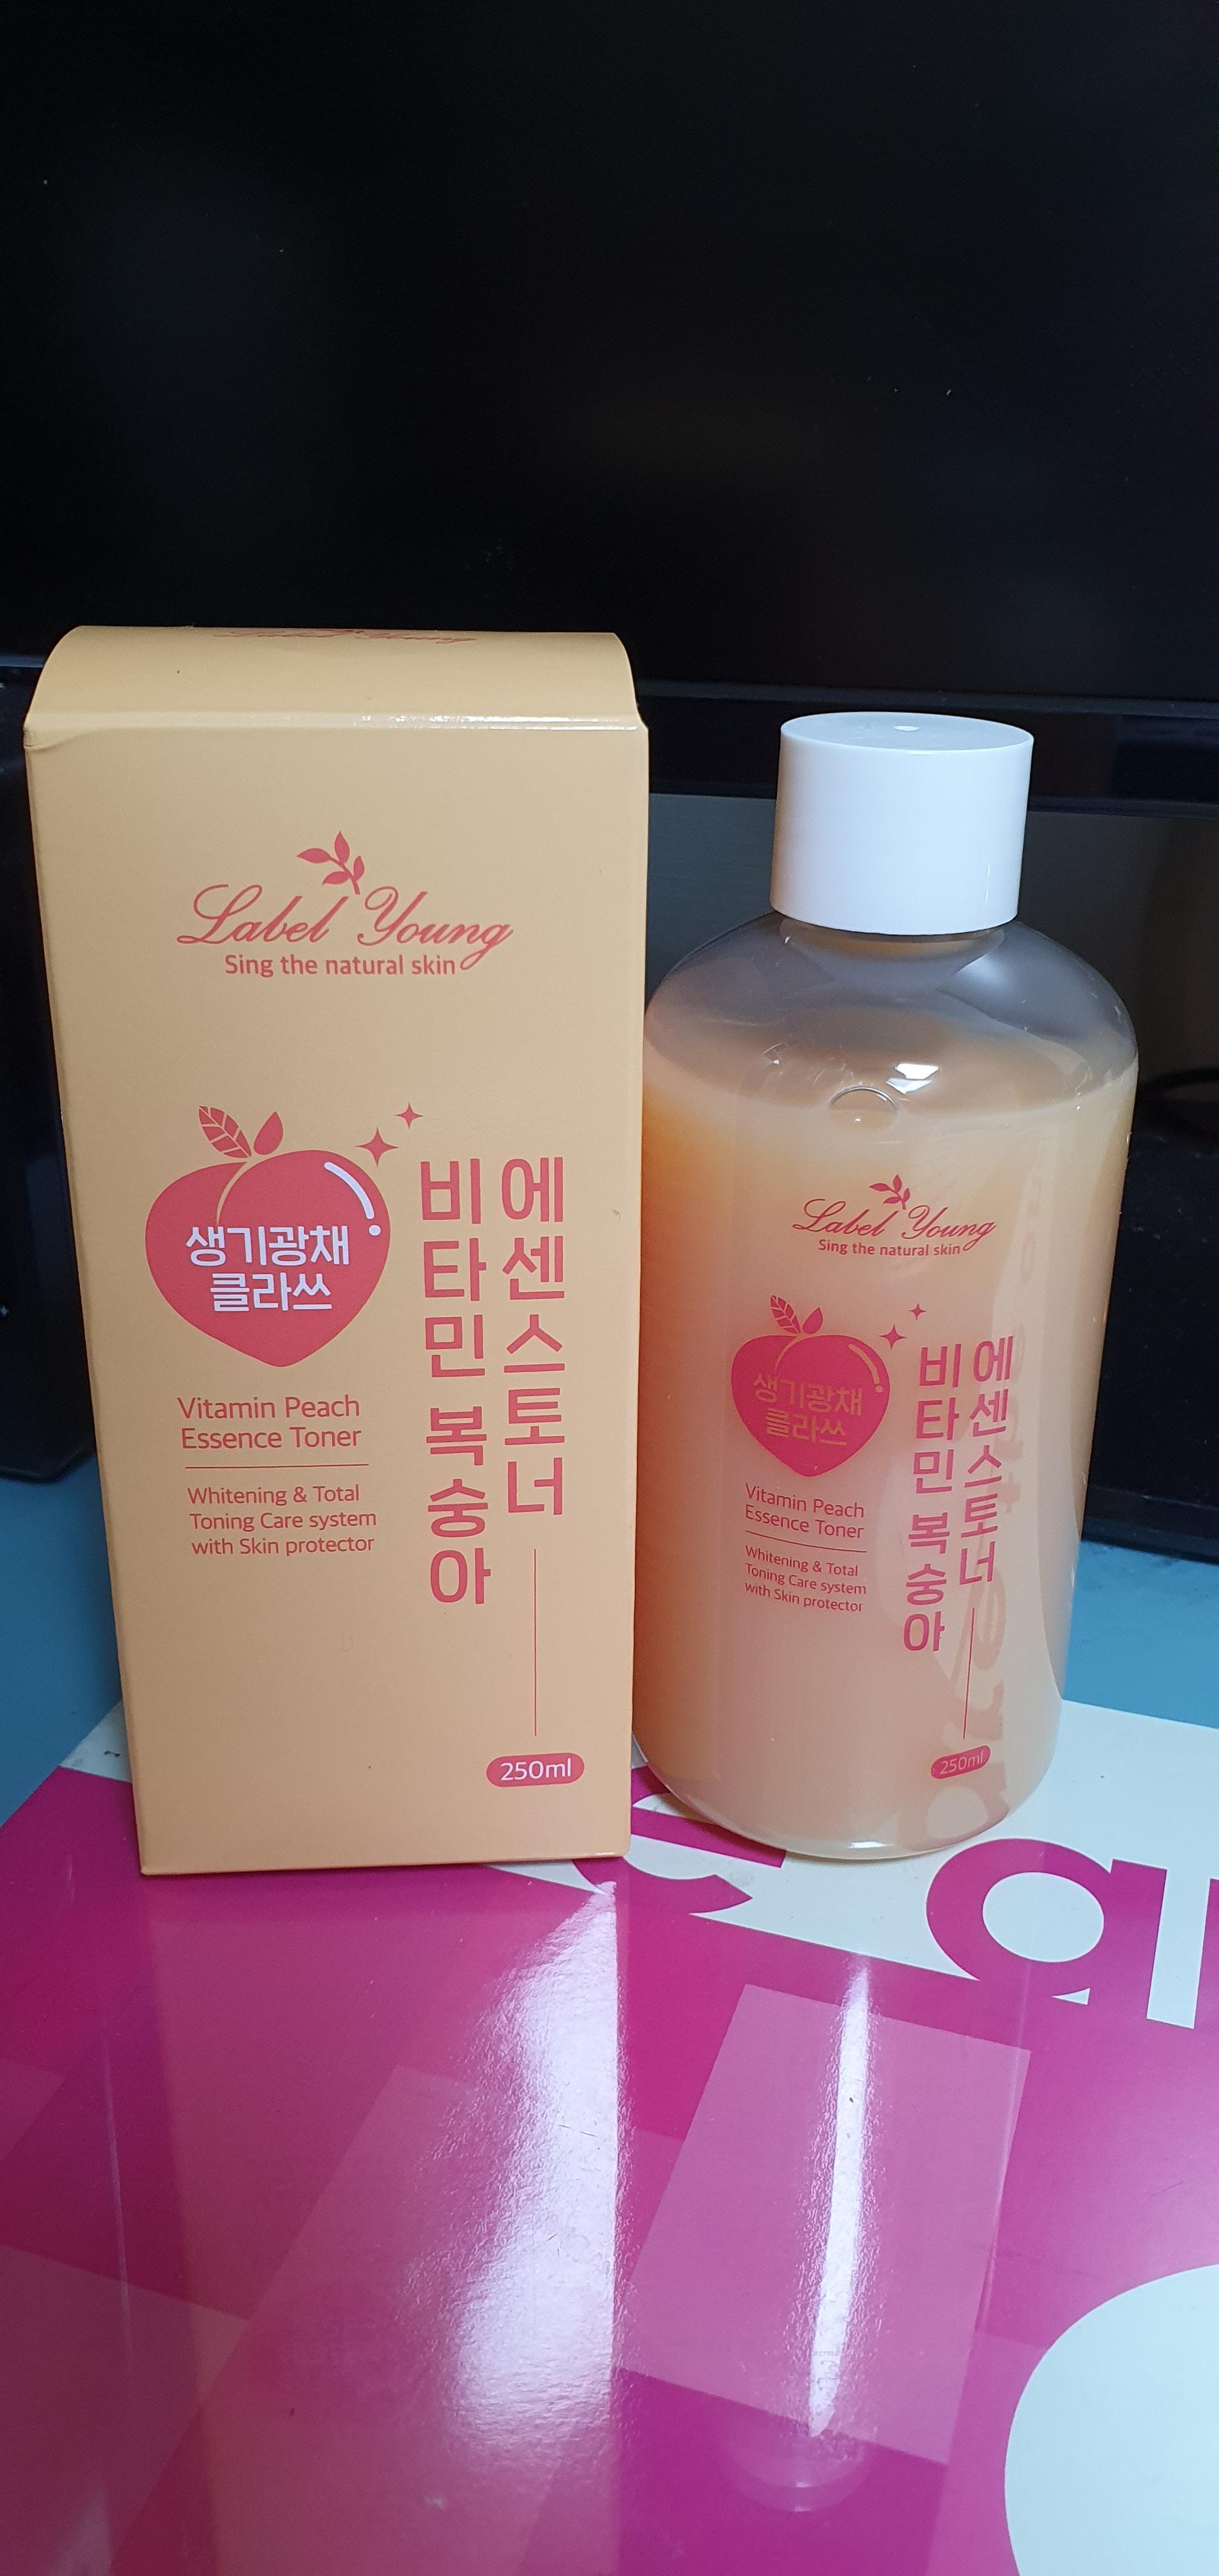 Label Young
Sing the natural skin
생기광채
클라쓰
Vitamin Peach
Essence Toner
Whitening & Total
Toning Care system
with Skin protector
비타민 복숭아
에센스토너
250ml
Label Young
Sing the natural skin
생기광채
클라쓰
Vitamin Peach
Essence Toner
Whitening & Total
Toning Care system
with Skin protector
비타민 복숭아
에센스토너
250ml